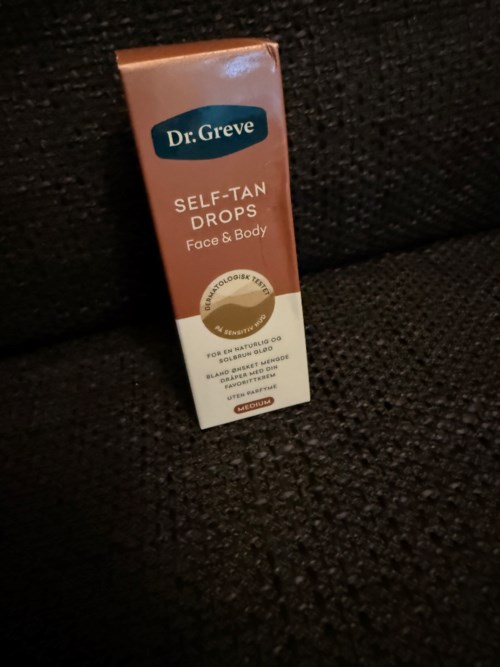 Dr. Greve
SELF-TAN
DROPS
Face & Body
DERMATOLOGISK TESTET
PÅ SENSITIV HUD
FOR EN NATURLIG OG
SOLBRUN GLØD
BLAND ØNSKET MENGDE
DRÅPER MED DIN
FAVORITTKREM
UTEN PARFYME
MEDIUM